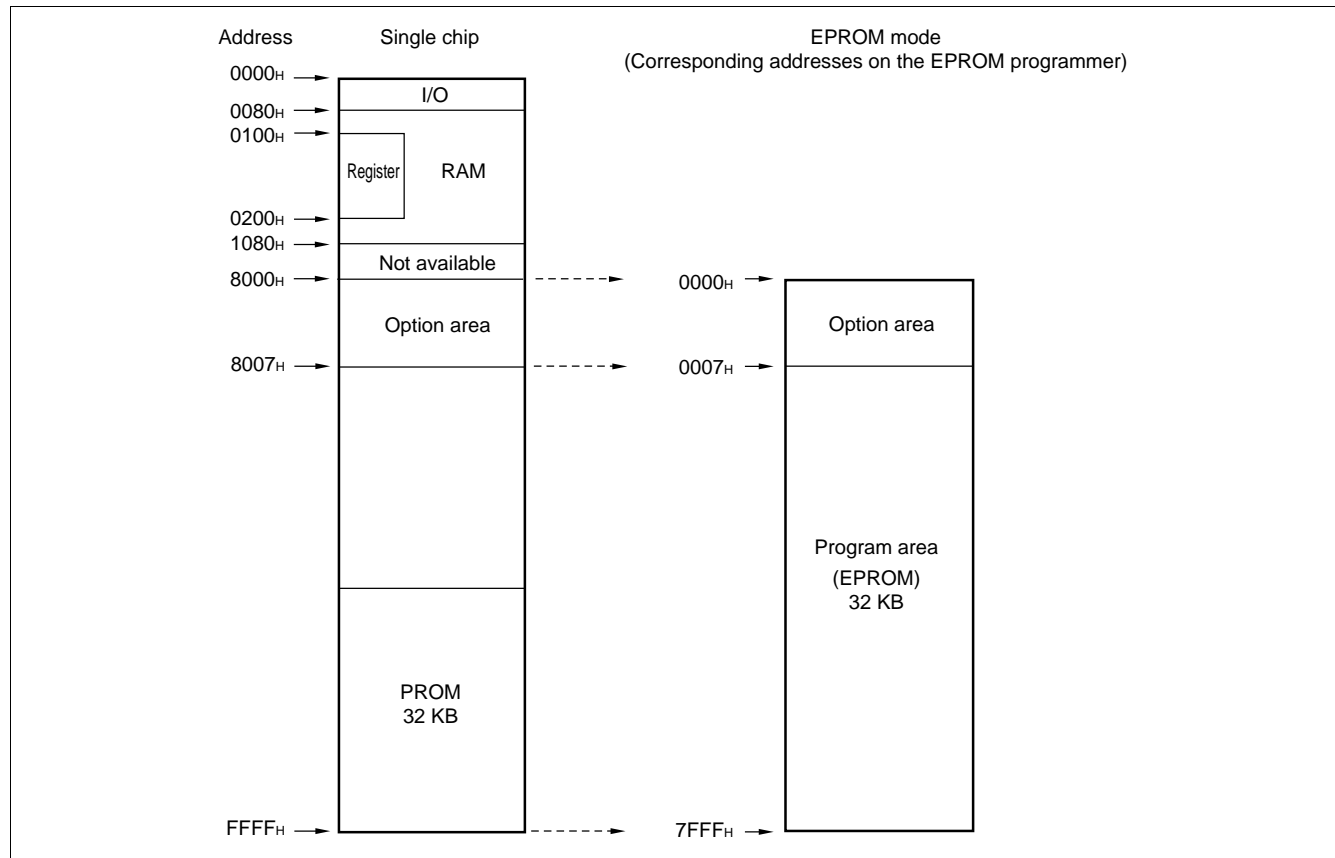 Address
Single chip
EPROM mode
(Corresponding addresses on the EPROM programmer)
0000H
I/O
0080H
0100H
Register
RAM
0200H
1080H
Not available
8000H
0000H
Option area
Option area
8007H
0007H
Program area
(EPROM)
32 KB
PROM
32 KB
FFFFH
7FFFH